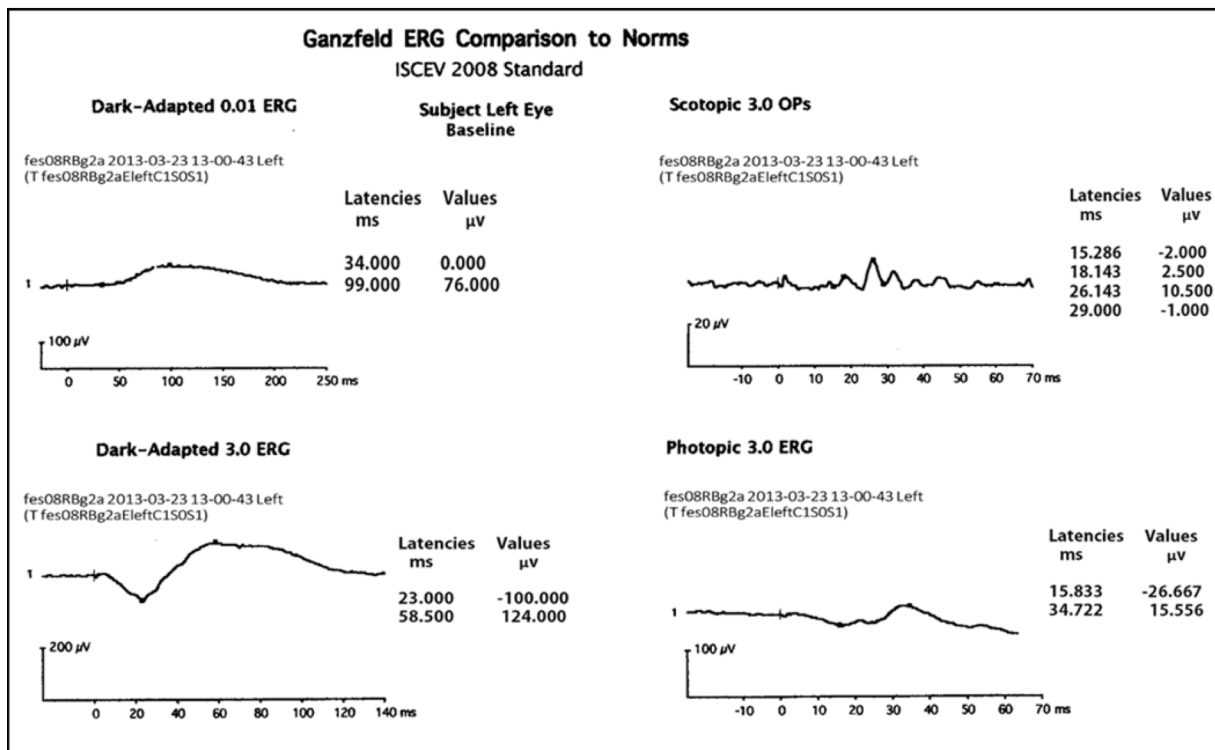 Ganzfeld ERG Comparison to Norms
ISCEV 2008 Standard
Dark-Adapted 0.01 ERG
Subject Left Eye
Baseline
fes08RBg2a 2013-03-23 13-00-43 Left
(T fes08RBg2aEleftC1S0S1)
Latencies Values
ms μv
34.000 0.000
99.000 76.000
1
100 μV
0 50 100 150 200 250 ms
Scotopic 3.0 OPs
fes08RBg2a 2013-03-23 13-00-43 Left
(T fes08RBg2aEleftC1S0S1)
Latencies Values
ms μv
15.286 -2.000
18.143 2.500
26.143 10.500
29.000 -1.000
1
20 μV
-10 0 10 20 30 40 50 60 70 ms
Dark-Adapted 3.0 ERG
fes08RBg2a 2013-03-23 13-00-43 Left
(T fes08RBg2aEleftC1S0S1)
Latencies Values
ms μv
23.000 -100.000
58.500 124.000
1
200 μV
0 20 40 60 80 100 120 140 ms
Photopic 3.0 ERG
fes08RBg2a 2013-03-23 13-00-43 Left
(T fes08RBg2aEleftC1S0S1)
Latencies Values
ms μv
15.833 -26.667
34.722 15.556
1
100 μV
-10 0 10 20 30 40 50 60 70 ms